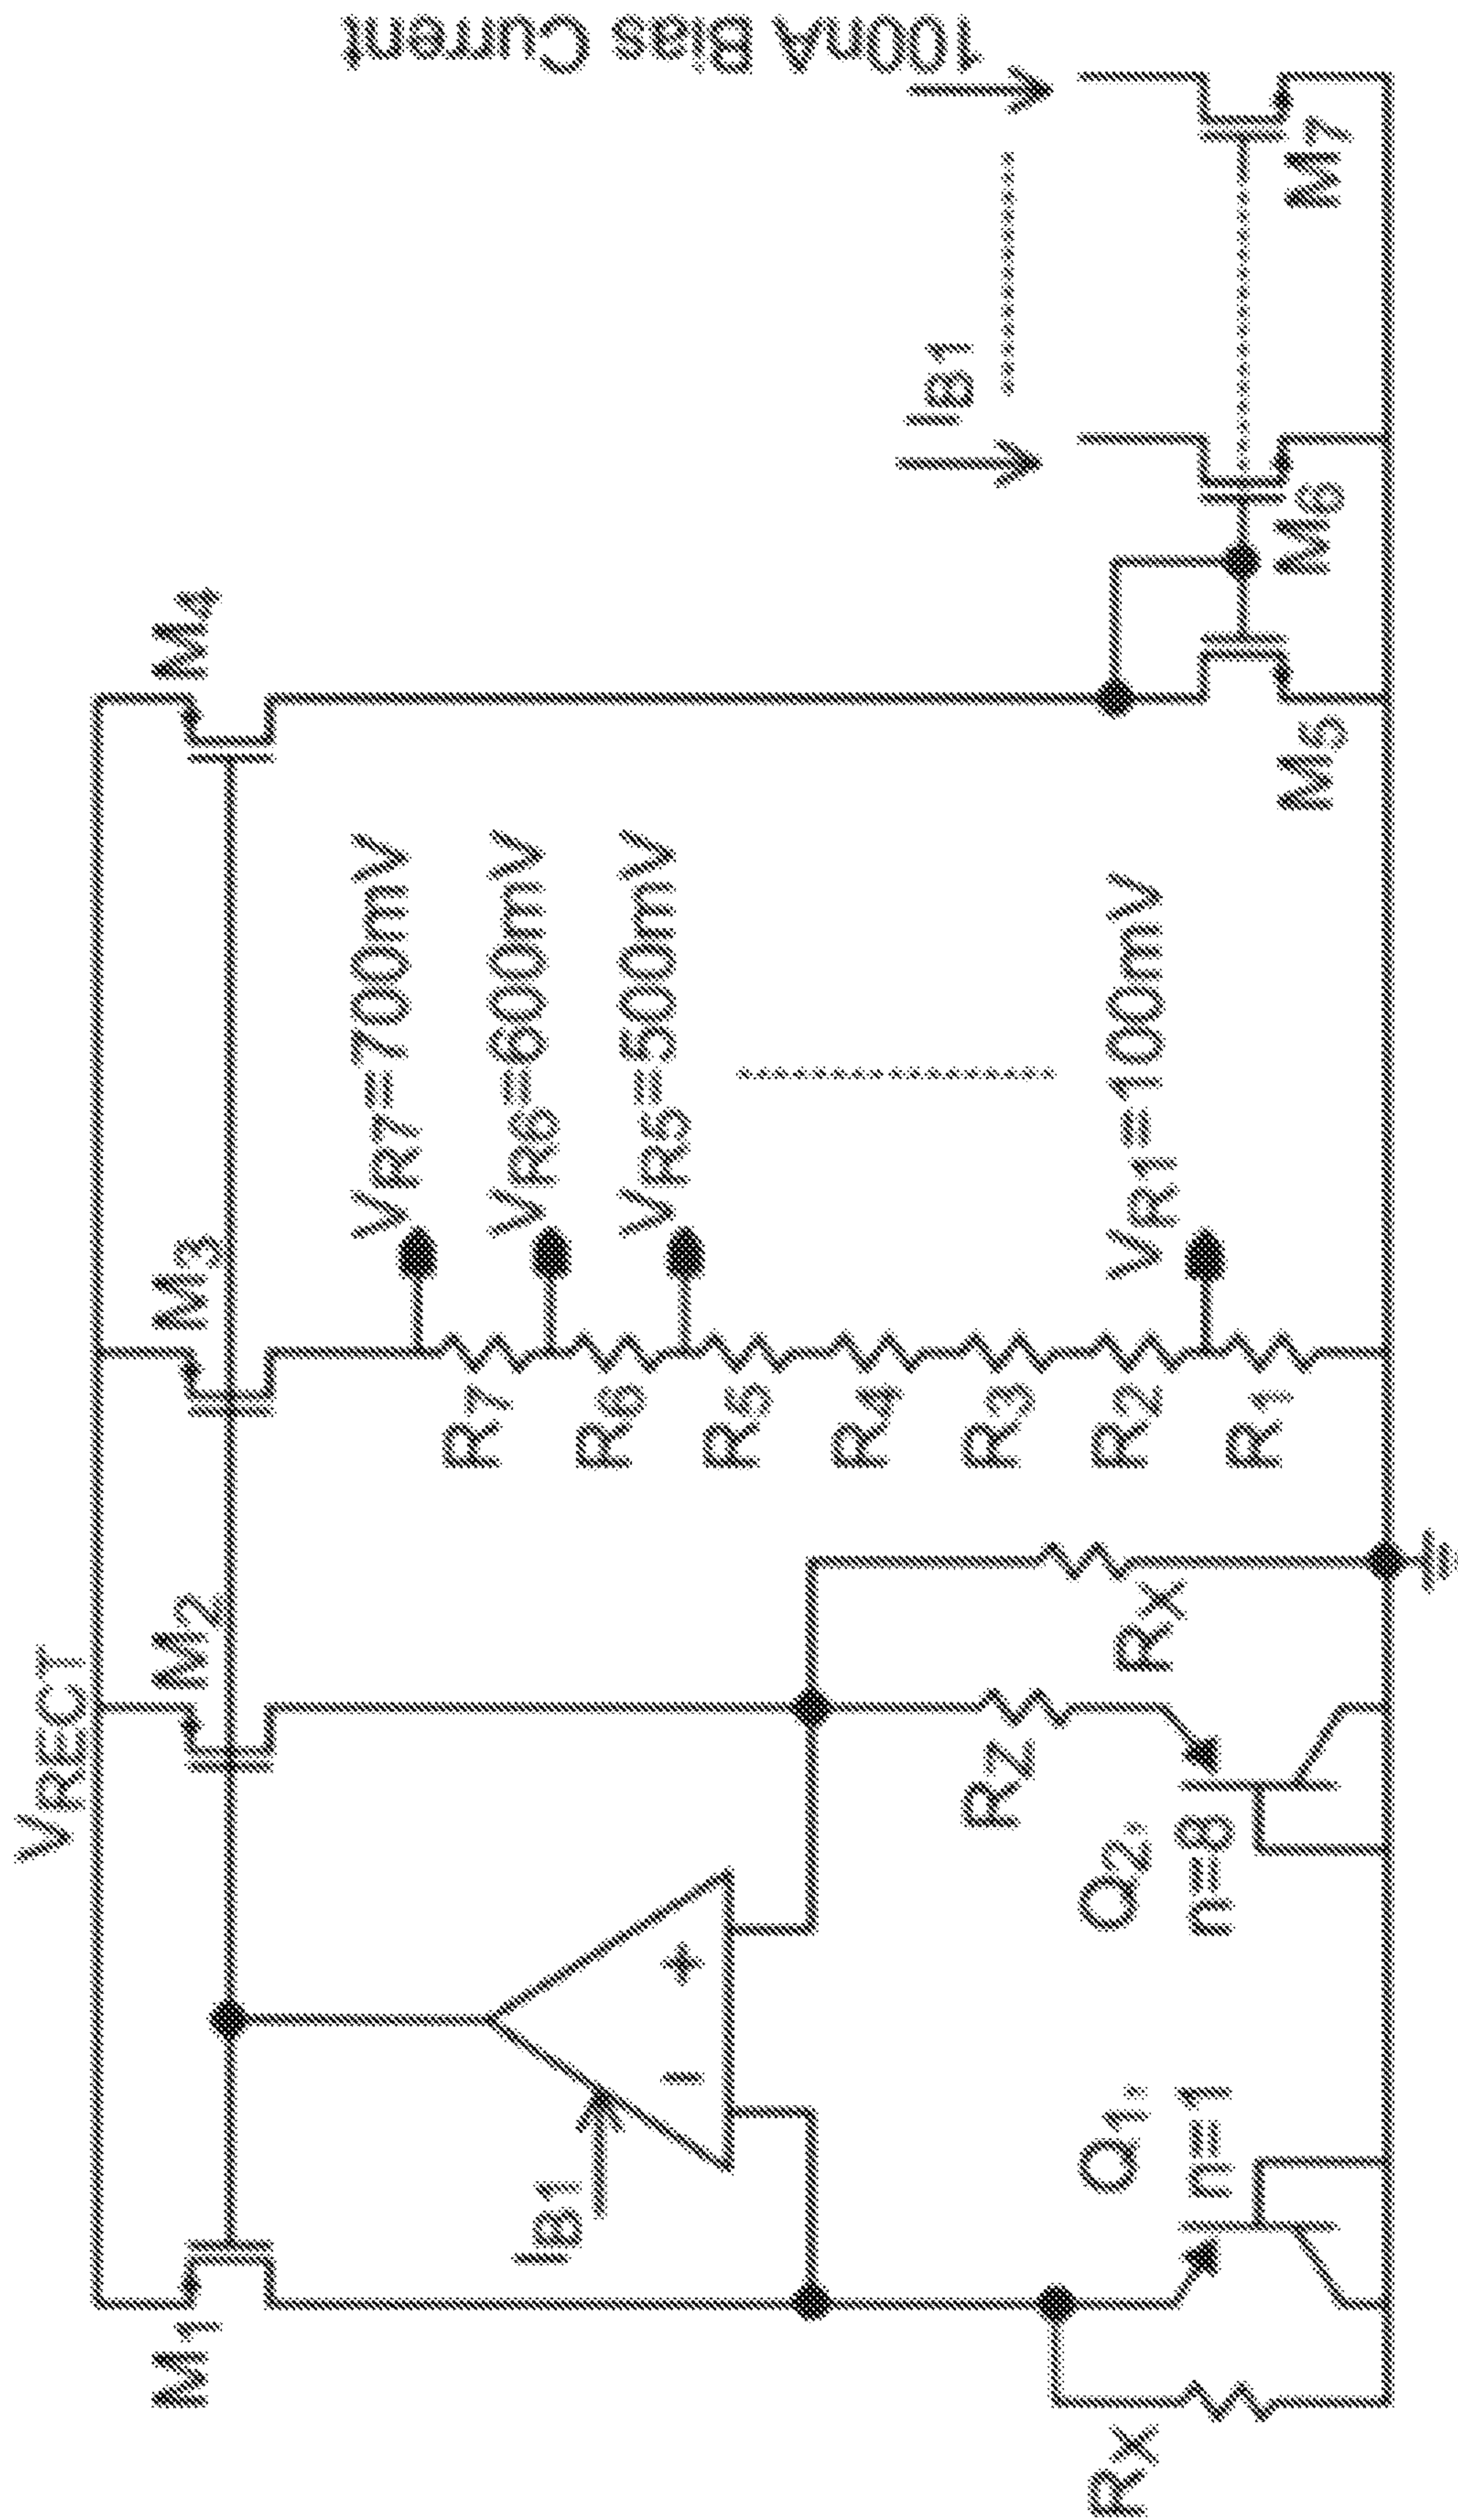 VRECT
M1
M2
M3
M4
IB1
−
+
VR7=700mV
VR6=600mV
VR5=500mV
VR1=100mV
R7
R6
R5
R4
R3
R2
R1
RX
Q1,
n=1
Q2,
n=8
RZ
RX
M5
M6
M7
IB1
100nA Bias Current